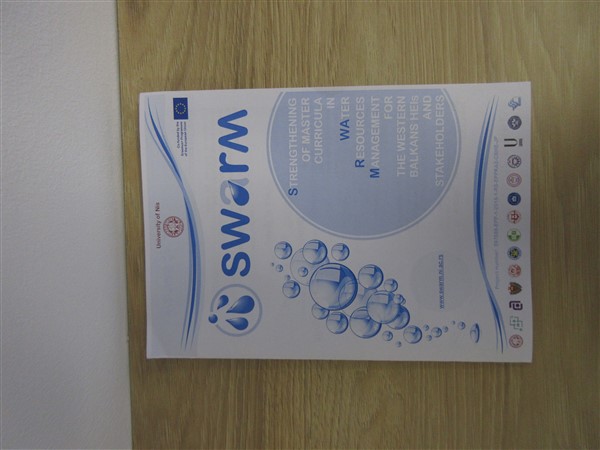 University of Nis
swarm
STRENGTHENING
OF MASTER
CURRICULA
IN
WATER
RESOURCES
MANAGEMENT
FOR
THE WESTERN
BALKANS HEIs
AND
STAKEHOLDERS
www.swarm.ni.ac.rs